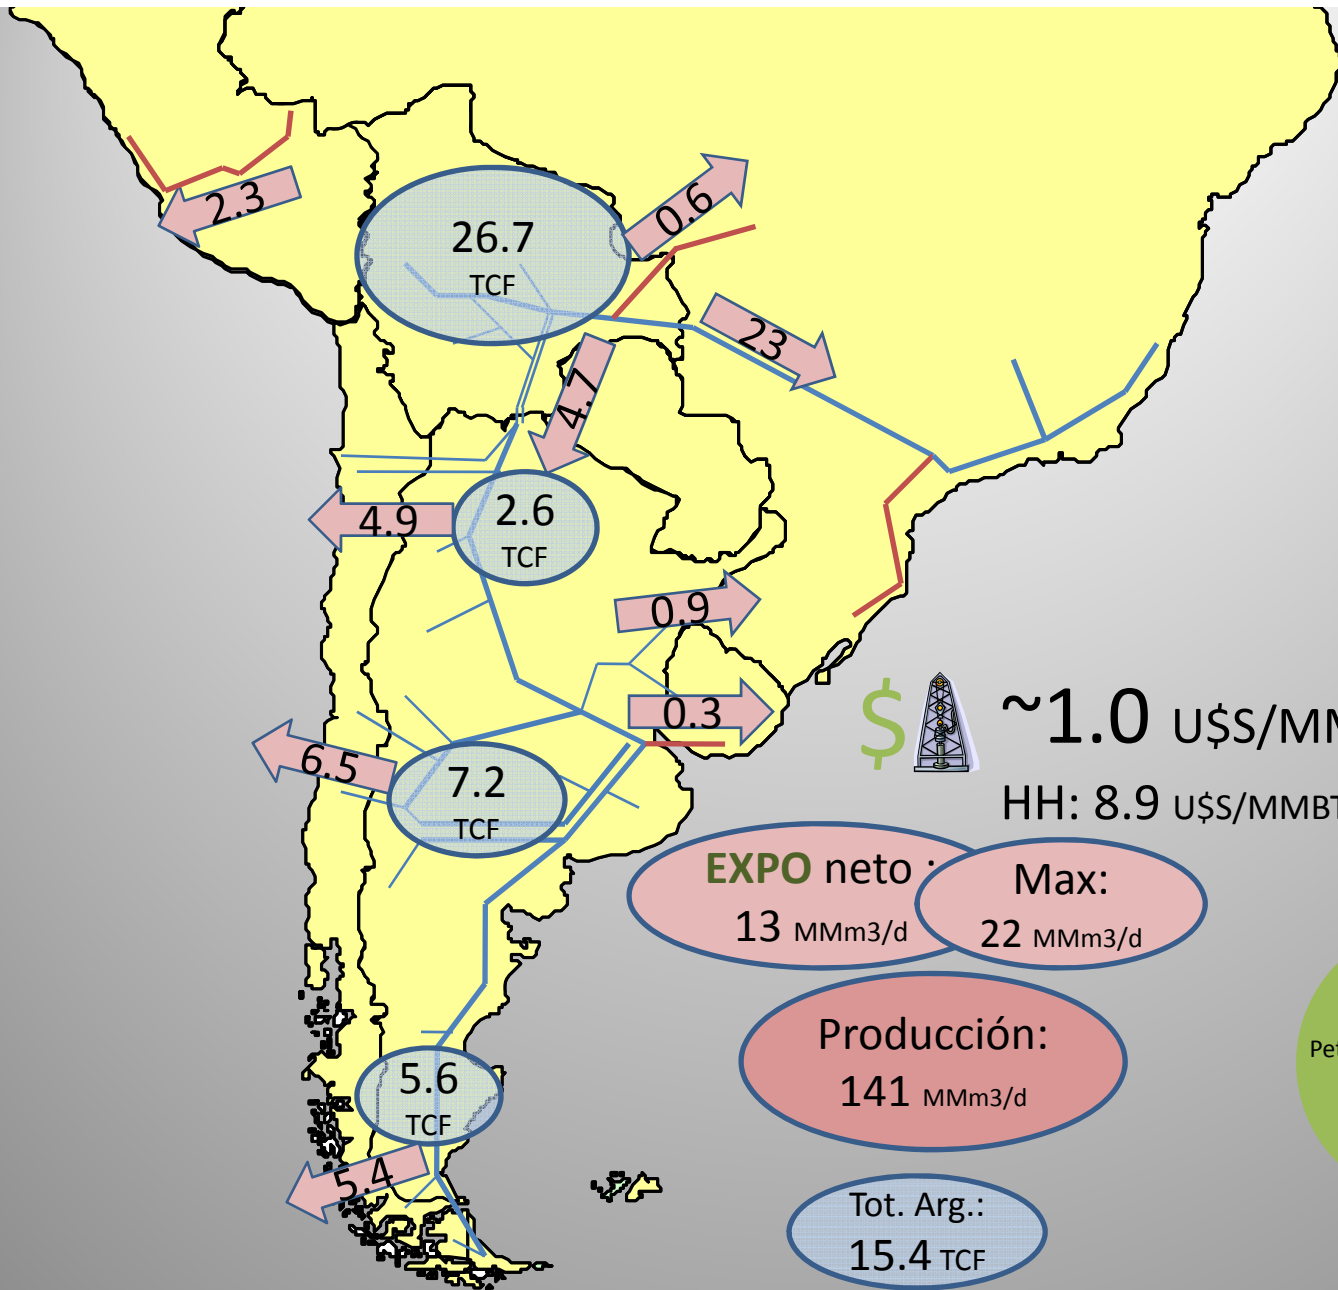 2.3
26.7
TCF
0.6
23
4.7
4.9
2.6
TCF
0.9
0.3
$
~1.0 U$S/MM
HH: 8.9 U$S/MMBT
6.5
7.2
TCF
EXPO neto :
13 MMm3/d
Max:
22 MMm3/d
Producción:
141 MMm3/d
Pet
5.6
TCF
5.4
Tot. Arg.:
15.4 TCF